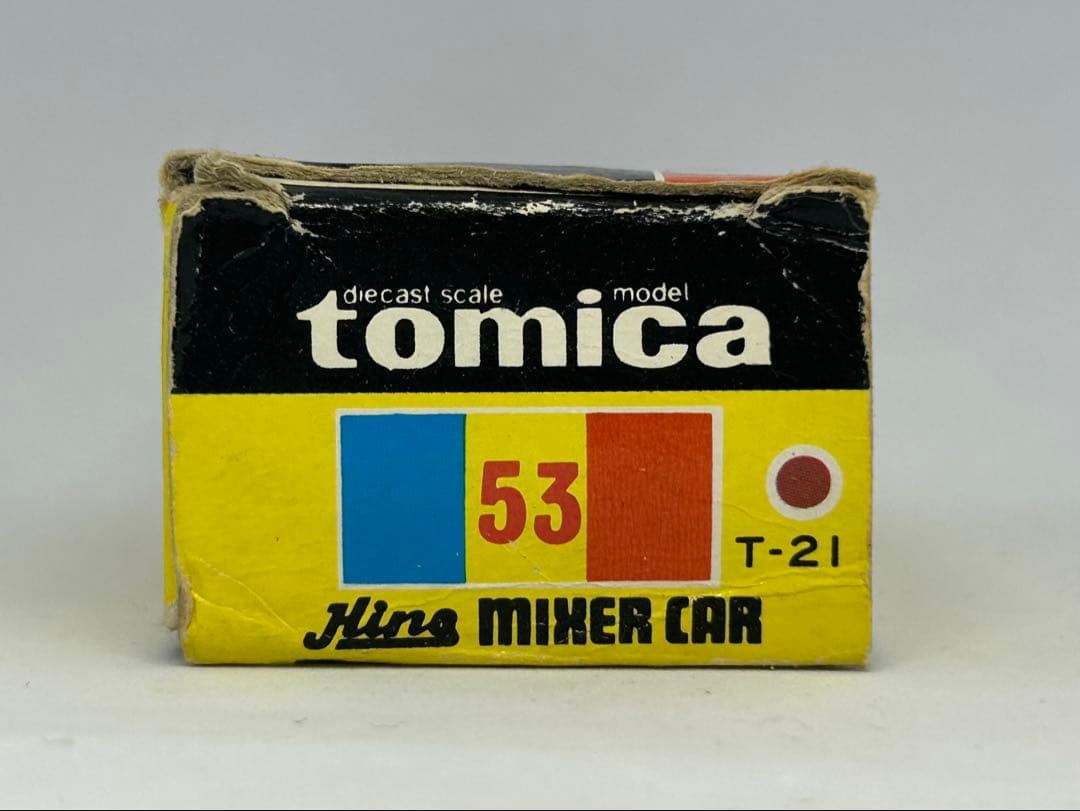 diecast scale model
tomica
53
T-21
Hino MIXER CAR